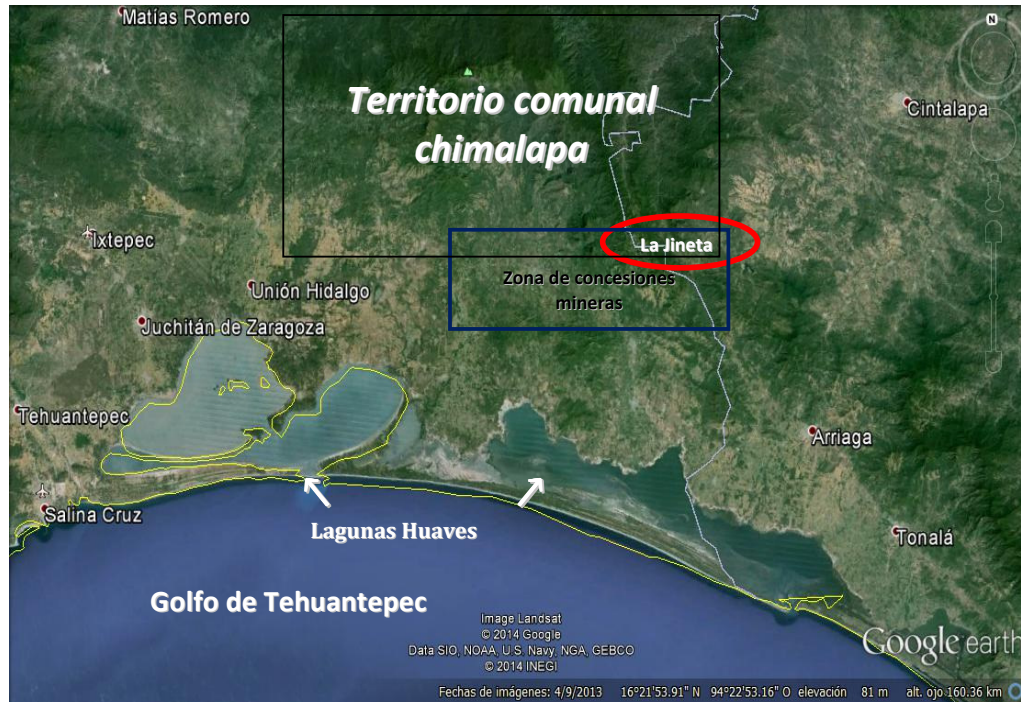 Matías Romero
N
Territorio comunal
chimalapa
Cintalapa
Ixtepec
La Jineta
Zona de concesiones
mineras
Unión Hidalgo
Juchitán de Zaragoza
Tehuantepec
Arriaga
Salina Cruz
Lagunas Huaves
Tonalá
Golfo de Tehuantepec
Image Landsat
© 2014 Google
Data SIO, NOAA, U.S. Navy, NGA, GEBCO
© 2014 INEGI
Google earth
Fechas de imágenes: 4/9/2013 16°21'53.91" N 94°22'53.16" O elevación 81 m alt. ojo 160.36 km